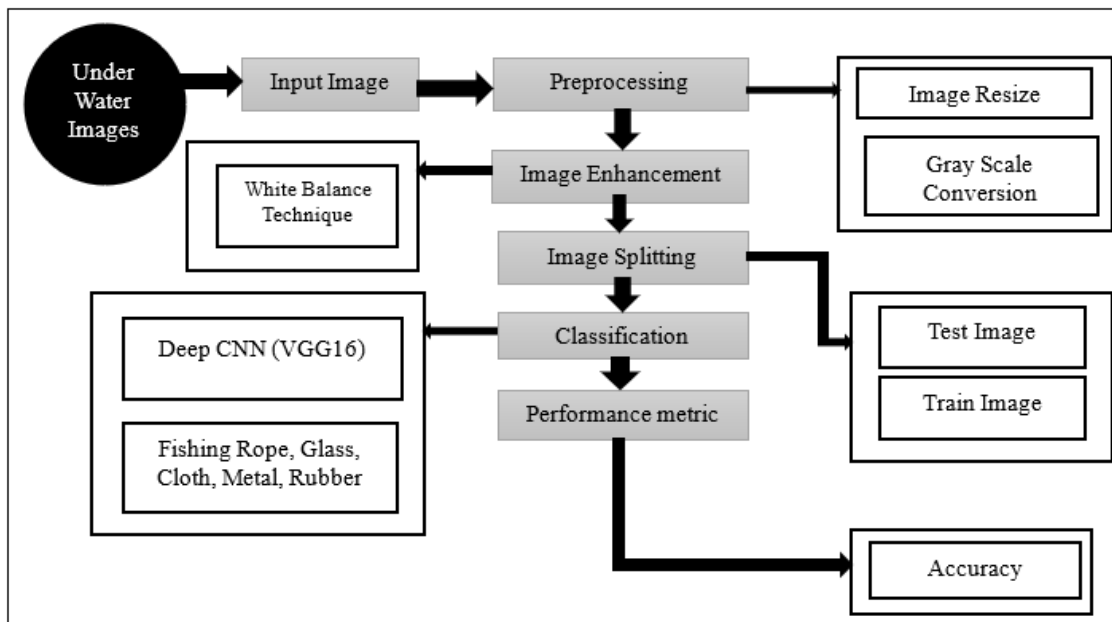 Under
Water
Images
Input Image
Preprocessing
Image Resize
Gray Scale
Conversion
Image Enhancement
White Balance
Technique
Image Splitting
Test Image
Train Image
Classification
Deep CNN (VGG16)
Fishing Rope, Glass,
Cloth, Metal, Rubber
Performance metric
Accuracy